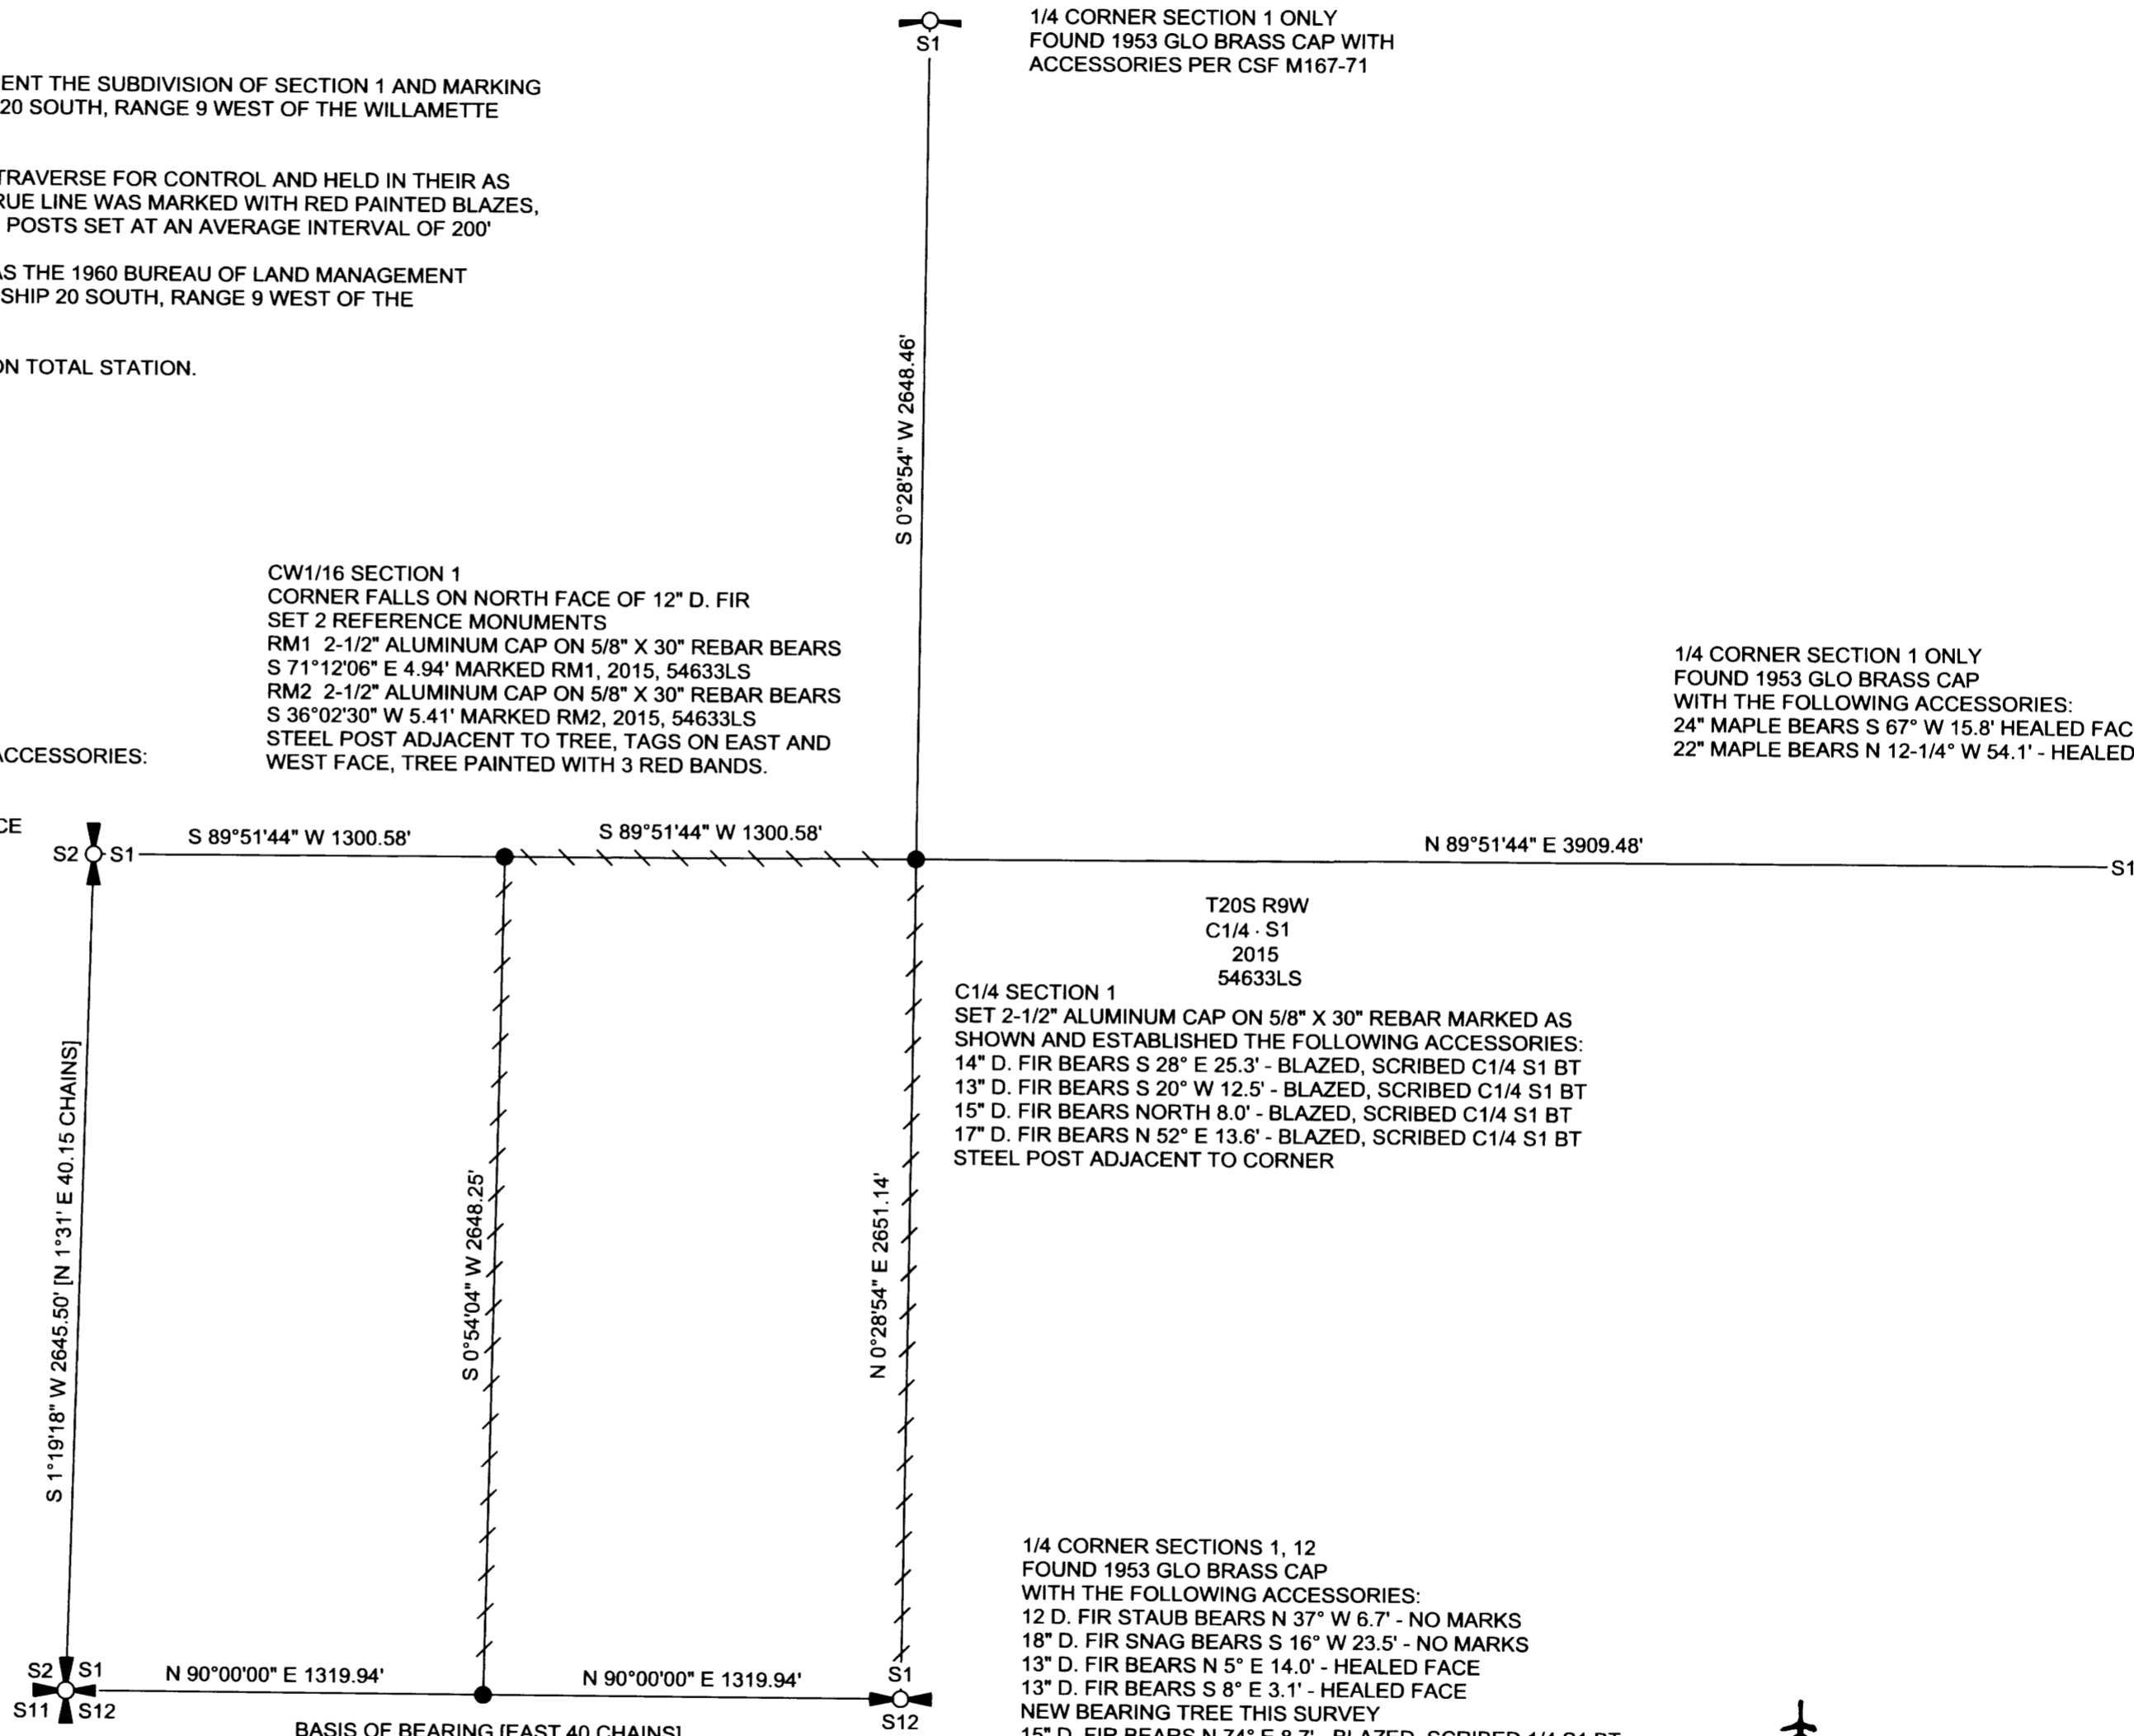 1/4 CORNER SECTION 1 ONLY
FOUND 1953 GLO BRASS CAP WITH
ACCESSORIES PER CSF M167-71
S1
ENT THE SUBDIVISION OF SECTION 1 AND MARKING
20 SOUTH, RANGE 9 WEST OF THE WILLAMETTE
TRAVERSE FOR CONTROL AND HELD IN THEIR AS
RUE LINE WAS MARKED WITH RED PAINTED BLAZES,
POSTS SET AT AN AVERAGE INTERVAL OF 200'
AS THE 1960 BUREAU OF LAND MANAGEMENT
SHIP 20 SOUTH, RANGE 9 WEST OF THE
ON TOTAL STATION.
S 0°28'54" W 2648.46'
CW1/16 SECTION 1
CORNER FALLS ON NORTH FACE OF 12" D. FIR
SET 2 REFERENCE MONUMENTS
RM1 2-1/2" ALUMINUM CAP ON 5/8" X 30" REBAR BEARS
S 71°12'06" E 4.94' MARKED RM1, 2015, 54633LS
RM2 2-1/2" ALUMINUM CAP ON 5/8" X 30" REBAR BEARS
S 36°02'30" W 5.41' MARKED RM2, 2015, 54633LS
STEEL POST ADJACENT TO TREE, TAGS ON EAST AND
WEST FACE, TREE PAINTED WITH 3 RED BANDS.
1/4 CORNER SECTION 1 ONLY
FOUND 1953 GLO BRASS CAP
WITH THE FOLLOWING ACCESSORIES:
24" MAPLE BEARS S 67° W 15.8' HEALED FAC
22" MAPLE BEARS N 12-1/4° W 54.1' - HEALED
ACCESSORIES:
CE
S2 S1
S 89°51'44" W 1300.58'
S 89°51'44" W 1300.58'
N 89°51'44" E 3909.48'
S1
T20S R9W
C1/4 · S1
2015
54633LS
C1/4 SECTION 1
SET 2-1/2" ALUMINUM CAP ON 5/8" X 30" REBAR MARKED AS
SHOWN AND ESTABLISHED THE FOLLOWING ACCESSORIES:
14" D. FIR BEARS S 28° E 25.3' - BLAZED, SCRIBED C1/4 S1 BT
13" D. FIR BEARS S 20° W 12.5' - BLAZED, SCRIBED C1/4 S1 BT
15" D. FIR BEARS NORTH 8.0' - BLAZED, SCRIBED C1/4 S1 BT
17" D. FIR BEARS N 52° E 13.6' - BLAZED, SCRIBED C1/4 S1 BT
STEEL POST ADJACENT TO CORNER
S 1°19'18" W 2645.50' [N 1°31' E 40.15 CHAINS]
S 0°54'04" W 2648.25'
N 0°28'54" E 2651.14'
1/4 CORNER SECTIONS 1, 12
FOUND 1953 GLO BRASS CAP
WITH THE FOLLOWING ACCESSORIES:
12 D. FIR STAUB BEARS N 37° W 6.7' - NO MARKS
18" D. FIR SNAG BEARS S 16° W 23.5' - NO MARKS
13" D. FIR BEARS N 5° E 14.0' - HEALED FACE
13" D. FIR BEARS S 8° E 3.1' - HEALED FACE
NEW BEARING TREE THIS SURVEY
15" D. FIR BEARS N 74° E 8.7' - BLAZED, SCRIBED 1/4 S1 BT
S2 S1
S11 S12
N 90°00'00" E 1319.94'
N 90°00'00" E 1319.94'
S1
S12
BASIS OF BEARING [EAST 40 CHAINS]